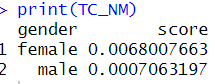 > print(TC_NM)
gender score
1 female 0.0068007663
2 male 0.0007063197